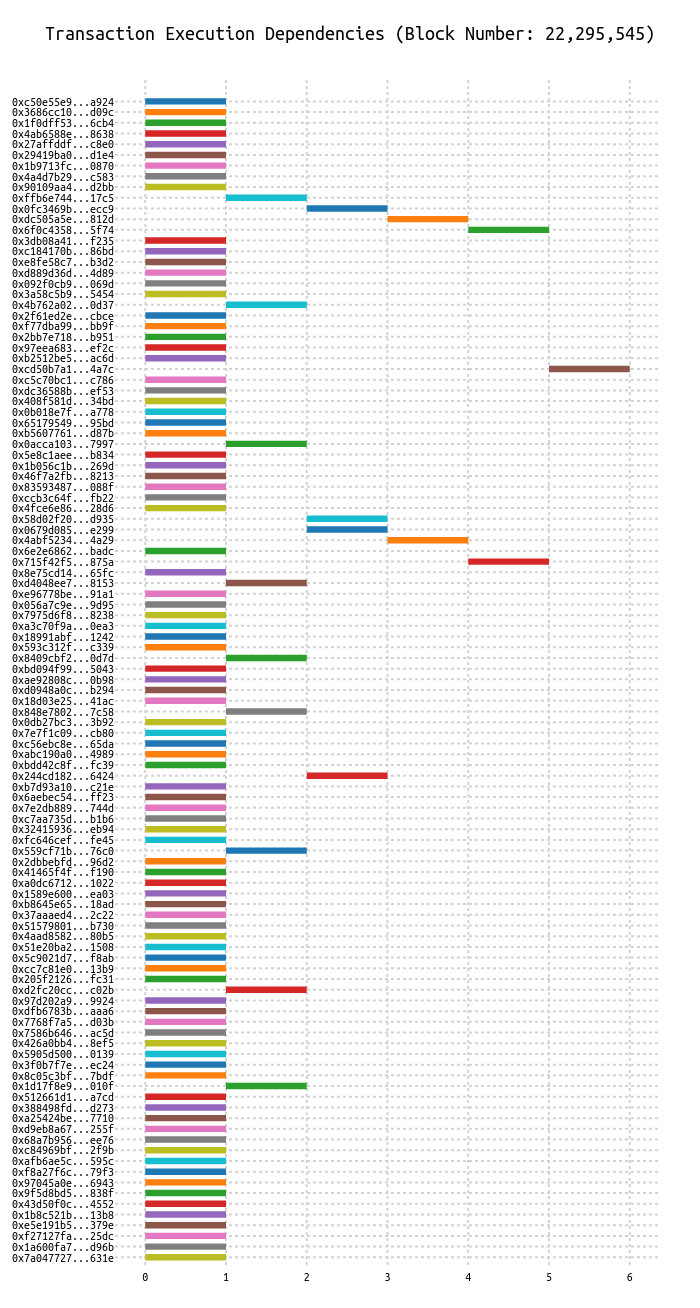 Transaction Execution Dependencies (Block Number: 22,295,545)
0xc50e55e9...a924
0x3686cc10...d09c
0x1f0dff53...6cb4
0x4ab6588e...8638
0x27affddf...c8e0
0x29419ba0...d1e4
0x1b9713fc...0870
0x4a4d7b29...c583
0x90109aa4...d2bb
0xffb6e744...17c5
0x0fc3469b...ecc9
0xdc505a5e...812d
0x6f0c4358...5f74
0x3db08a41...f235
0xc184170b...86bd
0xe8fe58c7...b3d2
0xd889d36d...4d89
0x092f0cb9...069d
0x3a58c5b9...5454
0x4b762a02...0d37
0x2f61ed2e...cbce
0xf77dba99...bb9f
0x2bb7e718...b951
0x97eea683...ef2c
0xb2512be5...ac6d
0xcd50b7a1...4a7c
0xc5c70bc1...c786
0xdc36588b...ef53
0x408f581d...34bd
0x0b018e7f...a778
0x65179549...95bd
0xb5607761...d87b
0x0acca103...7997
0x5e8c1aee...b834
0x1b056c1b...269d
0x46f7a2fb...8213
0x83593487...088f
0xccb3c64f...fb22
0x4fce6e86...28d6
0x58d02f20...d935
0x0679d085...e299
0x4abf5234...4a29
0x6e2e6862...badc
0x715f42f5...875a
0x8e75cd14...65fc
0xd4048ee7...8153
0xe96778be...91a1
0x056a7c9e...9d95
0x7975d6f8...8238
0xa3c70f9a...0ea3
0x18991abf...1242
0x593c312f...c339
0x8409cbf2...0d7d
0xbd094f99...5043
0xae92808c...0b98
0xd0948a0c...b294
0x18d03e25...41ac
0x848e7802...7c58
0x0db27bc3...3b92
0x7e7f1c09...cb80
0xc56ebc8e...65da
0xabc190a0...4989
0xbdd42c8f...fc39
0x244cd182...6424
0xb7d93a10...c21e
0x6aebec54...ff23
0x7e2db889...744d
0xc7aa735d...b1b6
0x32415936...eb94
0xfc646cef...fe45
0x559cf71b...76c0
0x2dbbebfd...96d2
0x41465f4f...f190
0xa0dc6712...1022
0x1589e600...ea03
0xb8645e65...18ad
0x37aaaed4...2c22
0x51579801...b730
0x4aad8582...80b5
0x51e20ba2...1508
0x5c9021d7...f8ab
0xcc7c81e0...13b9
0x205f2126...fc31
0xd2fc20cc...c02b
0x97d202a9...9924
0xdfb6783b...aaa6
0x7768f7a5...d03b
0x7586b646...ac5d
0x426a0bb4...8ef5
0x5905d500...0139
0x3f0b7f7e...ec24
0x8c05c3bf...7bdf
0x1d17f8e9...010f
0x512661d1...a7cd
0x388498fd...d273
0xa25424be...7710
0xd9eb8a67...255f
0x68a7b956...ee76
0xc84969bf...2f9b
0xafb6ae5c...595c
0xf8a27f6c...79f3
0x97045a0e...6943
0x9f5d8bd5...838f
0x43d50f0c...4552
0x1b8c521b...13b8
0xe5e191b5...379e
0xf27127fa...25dc
0x1a600fa7...d96b
0x7a047727...631e
0 1 2 3 4 5 6